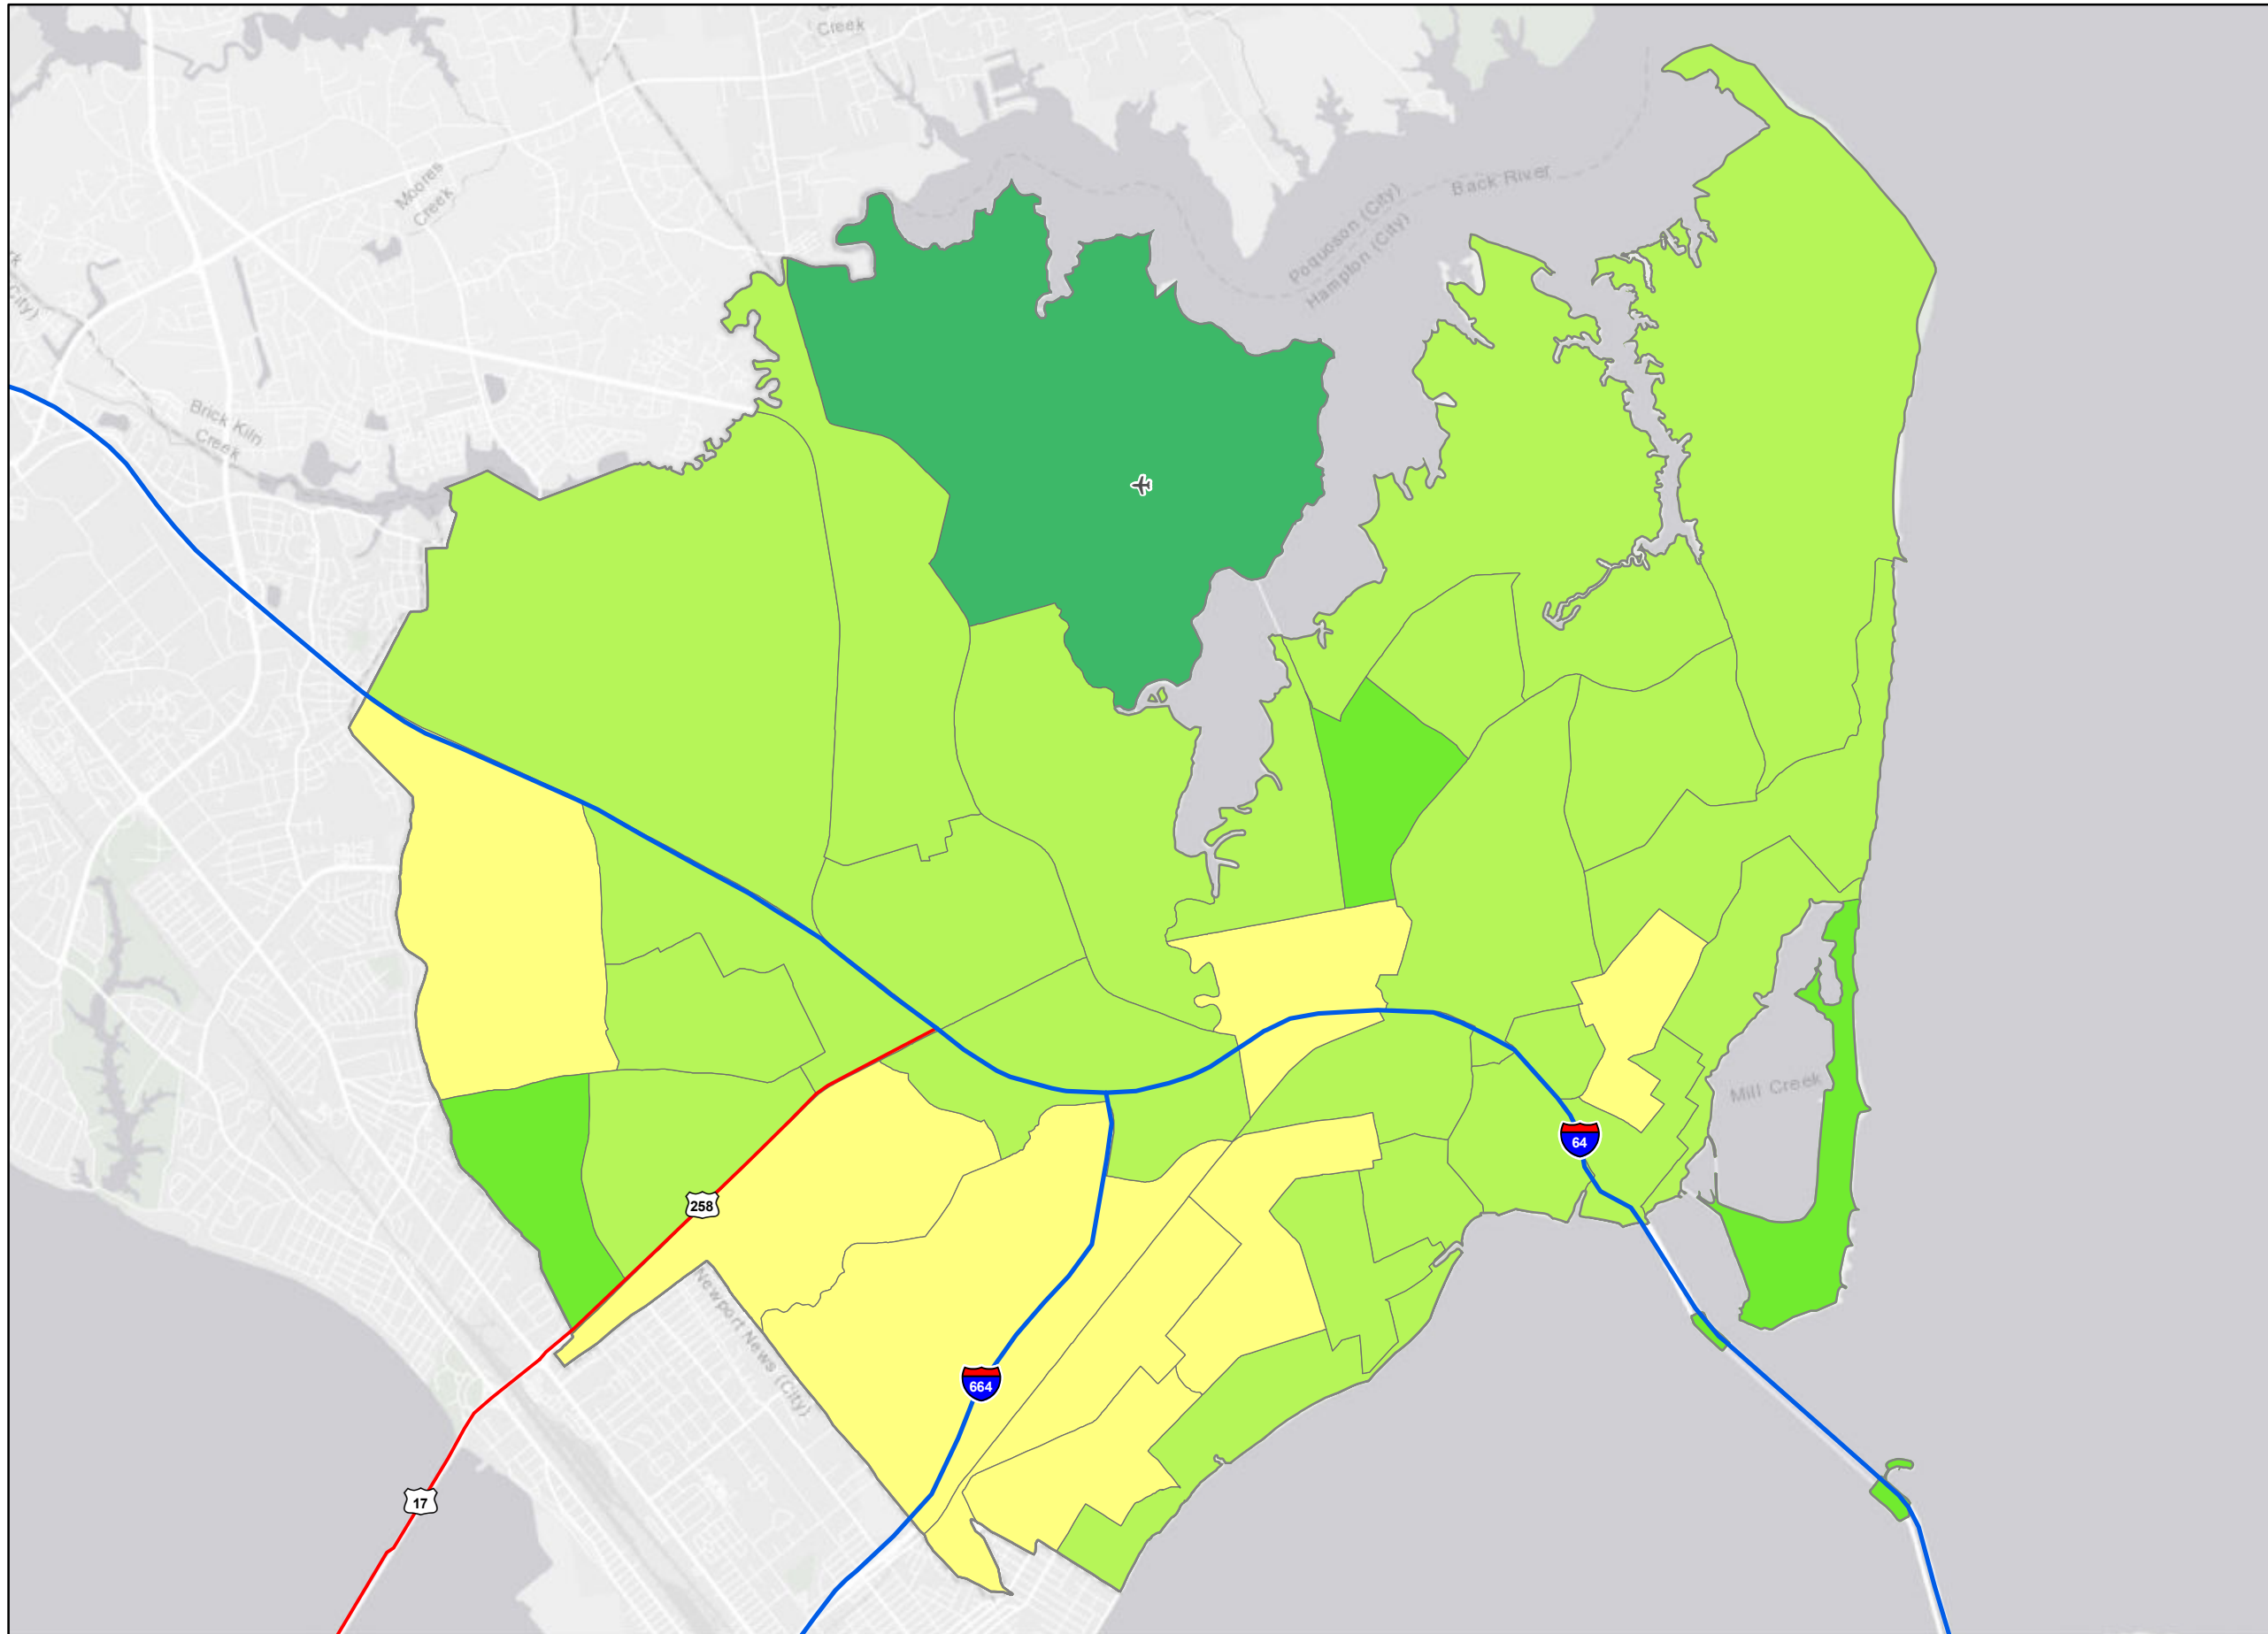 Creek
Moores
Creek
Back River
Poquoson (City)
Hampton (City)
City)
Brick Kiln
Creek
Mill Creek
64
258
Newport News (City)
664
17